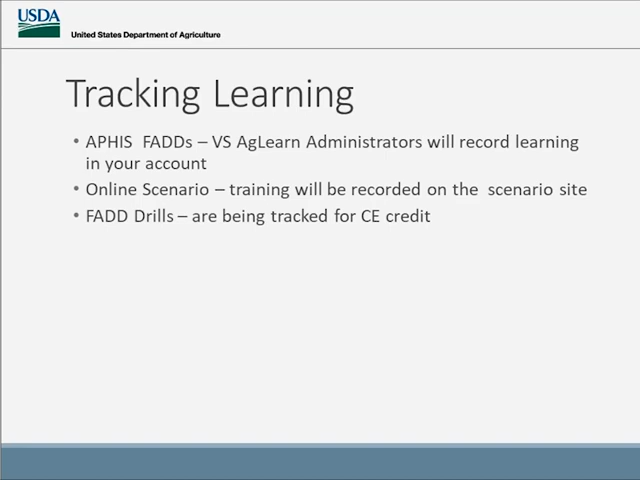 USDA
United States Department of Agriculture
Tracking Learning
• APHIS  FADDs – VS AgLearn Administrators will record learning
in your account
• Online Scenario – training will be recorded on the  scenario site
• FADD Drills – are being tracked for CE credit